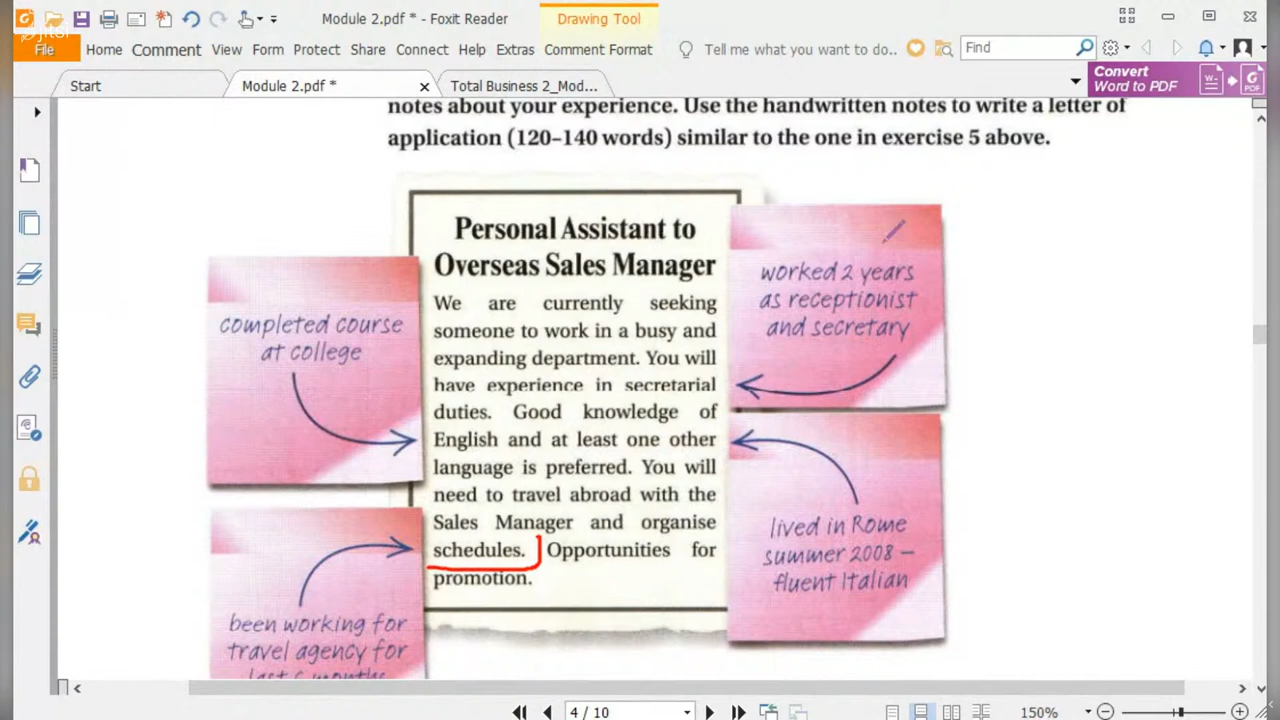 Module 2.pdf * - Foxit Reader
Drawing Tool
jitsi
File
Home
Comment
View
Form
Protect
Share
Connect
Help
Extras
Comment Format
Tell me what you want to do..
Find
Start
Module 2.pdf *
Total Business 2_Mod...
Convert
Word to PDF
notes about your experience. Use the handwritten notes to write a letter of
application (120–140 words) similar to the one in exercise 5 above.
Personal Assistant to
Overseas Sales Manager
We are currently seeking
someone to work in a busy and
expanding department. You will
have experience in secretarial
duties. Good knowledge of
English and at least one other
language is preferred. You will
need to travel abroad with the
Sales Manager and organise
schedules. Opportunities for
promotion.
completed course
at college
been working for
travel agency for
last 6 months
worked 2 years
as receptionist
and secretary
lived in Rome
summer 2008 –
fluent Italian
4 / 10
150%